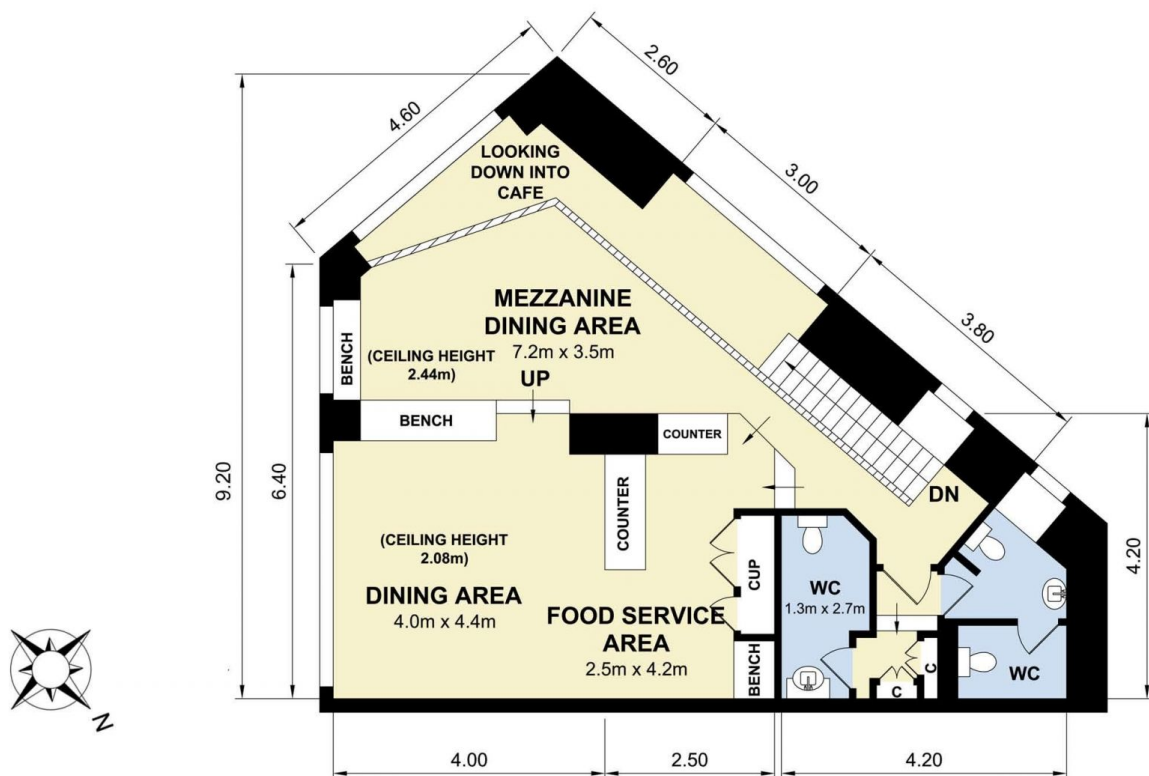 2.60
4.60
LOOKING
DOWN INTO
CAFE
3.00
MEZZANINE
DINING AREA
7.2m x 3.5m
3.80
BENCH
(CEILING HEIGHT
2.44m)
UP
BENCH
COUNTER
9.20
6.40
DN
COUNTER
4.20
(CEILING HEIGHT
2.08m)
CUP
WC
1.3m x 2.7m
DINING AREA
4.0m x 4.4m
FOOD SERVICE
AREA
2.5m x 4.2m
BENCH
C
C
WC
N
4.00
2.50
4.20